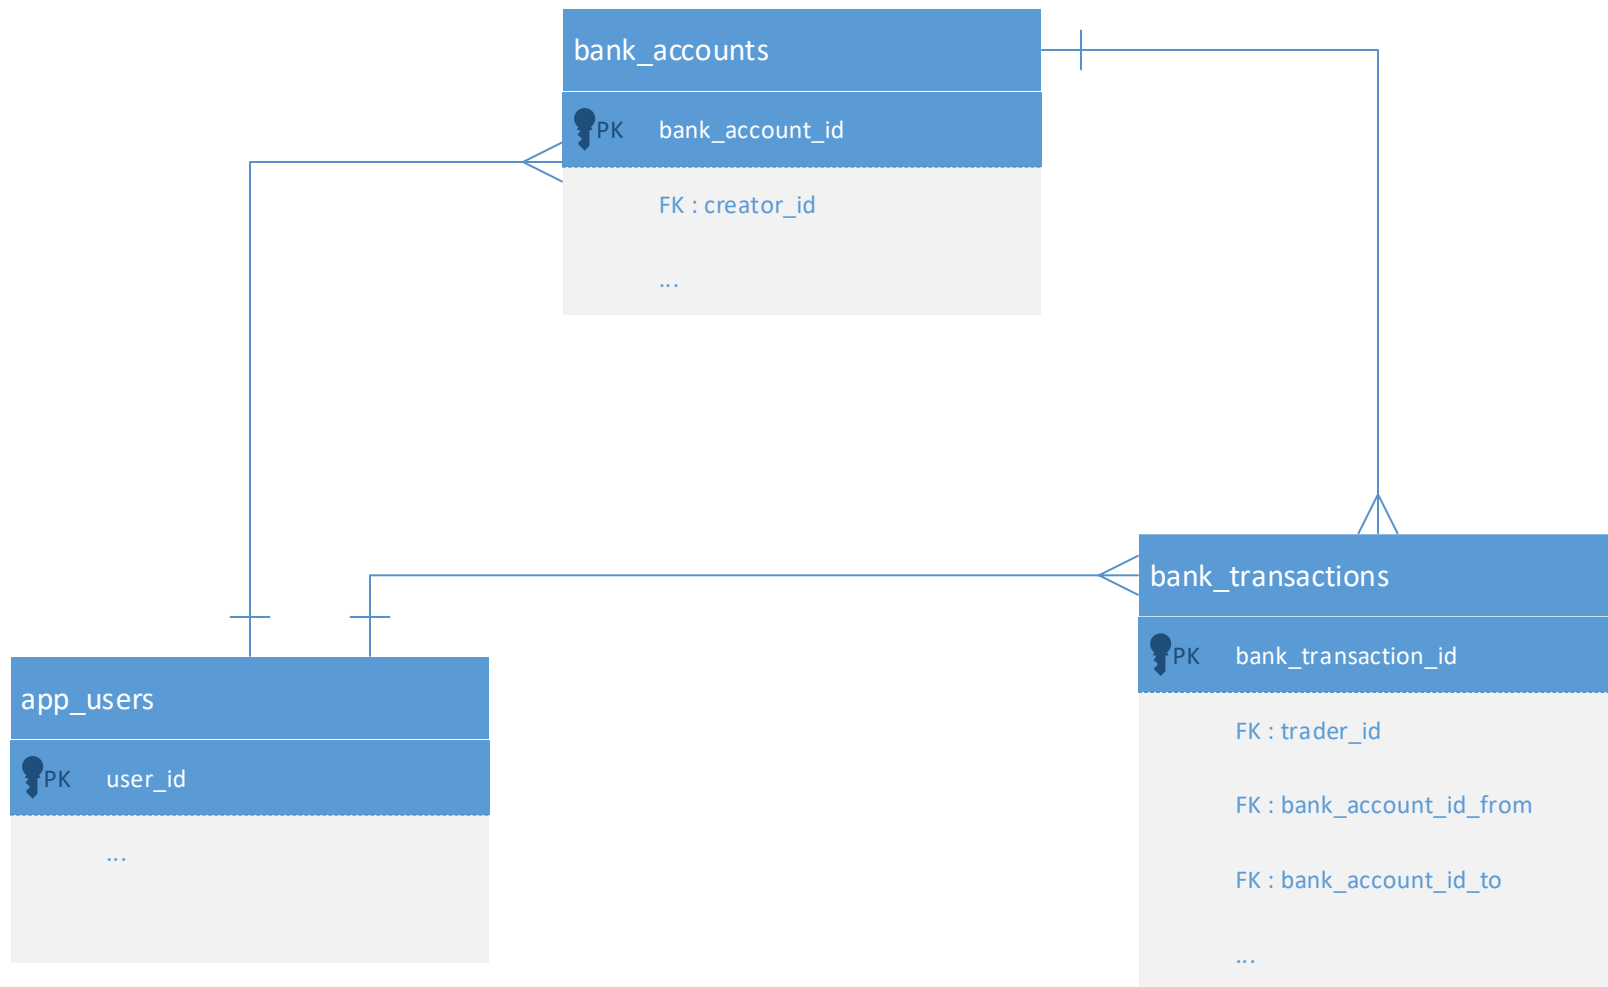 bank_accounts
PK bank_account_id
FK : creator_id
...
bank_transactions
PK bank_transaction_id
FK : trader_id
FK : bank_account_id_from
FK : bank_account_id_to
...
app_users
PK user_id
...